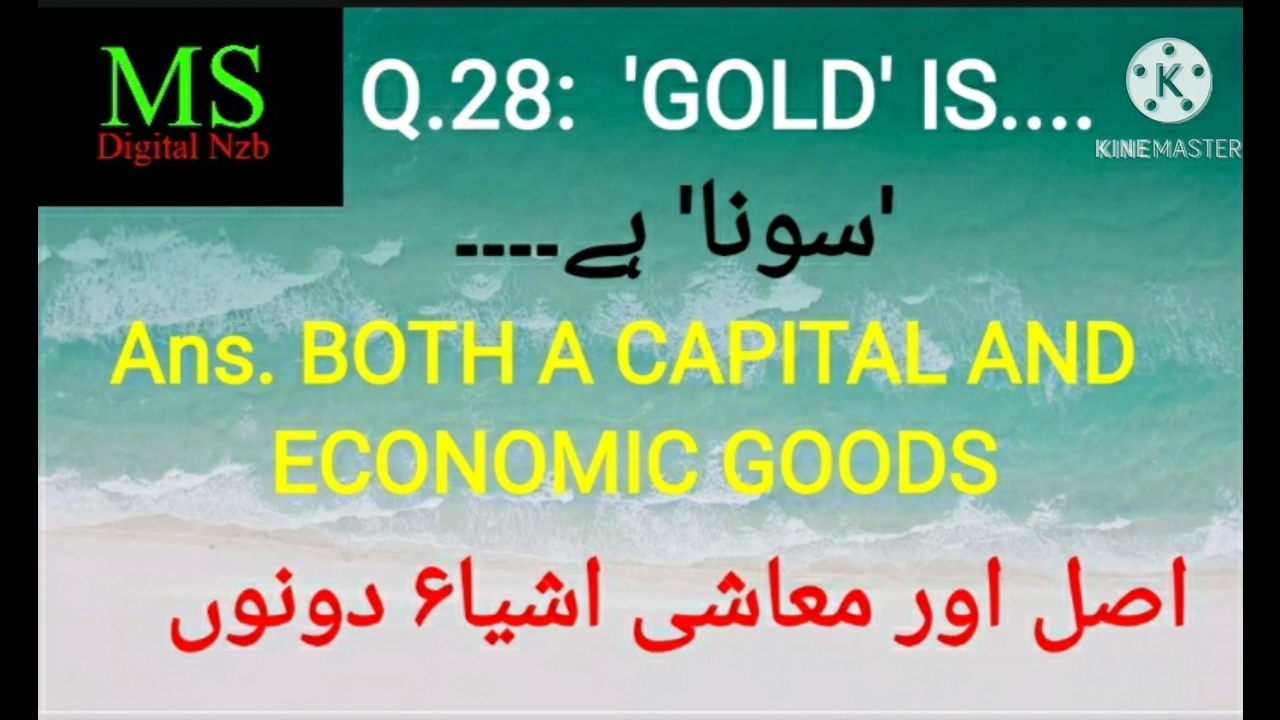 MS
Digital Nzb
Q.28: 'GOLD' IS....
KINEMASTER
'سونا' ہے----
Ans. BOTH A CAPITAL AND
ECONOMIC GOODS
اصل اور معاشی اشیا۶ دونوں